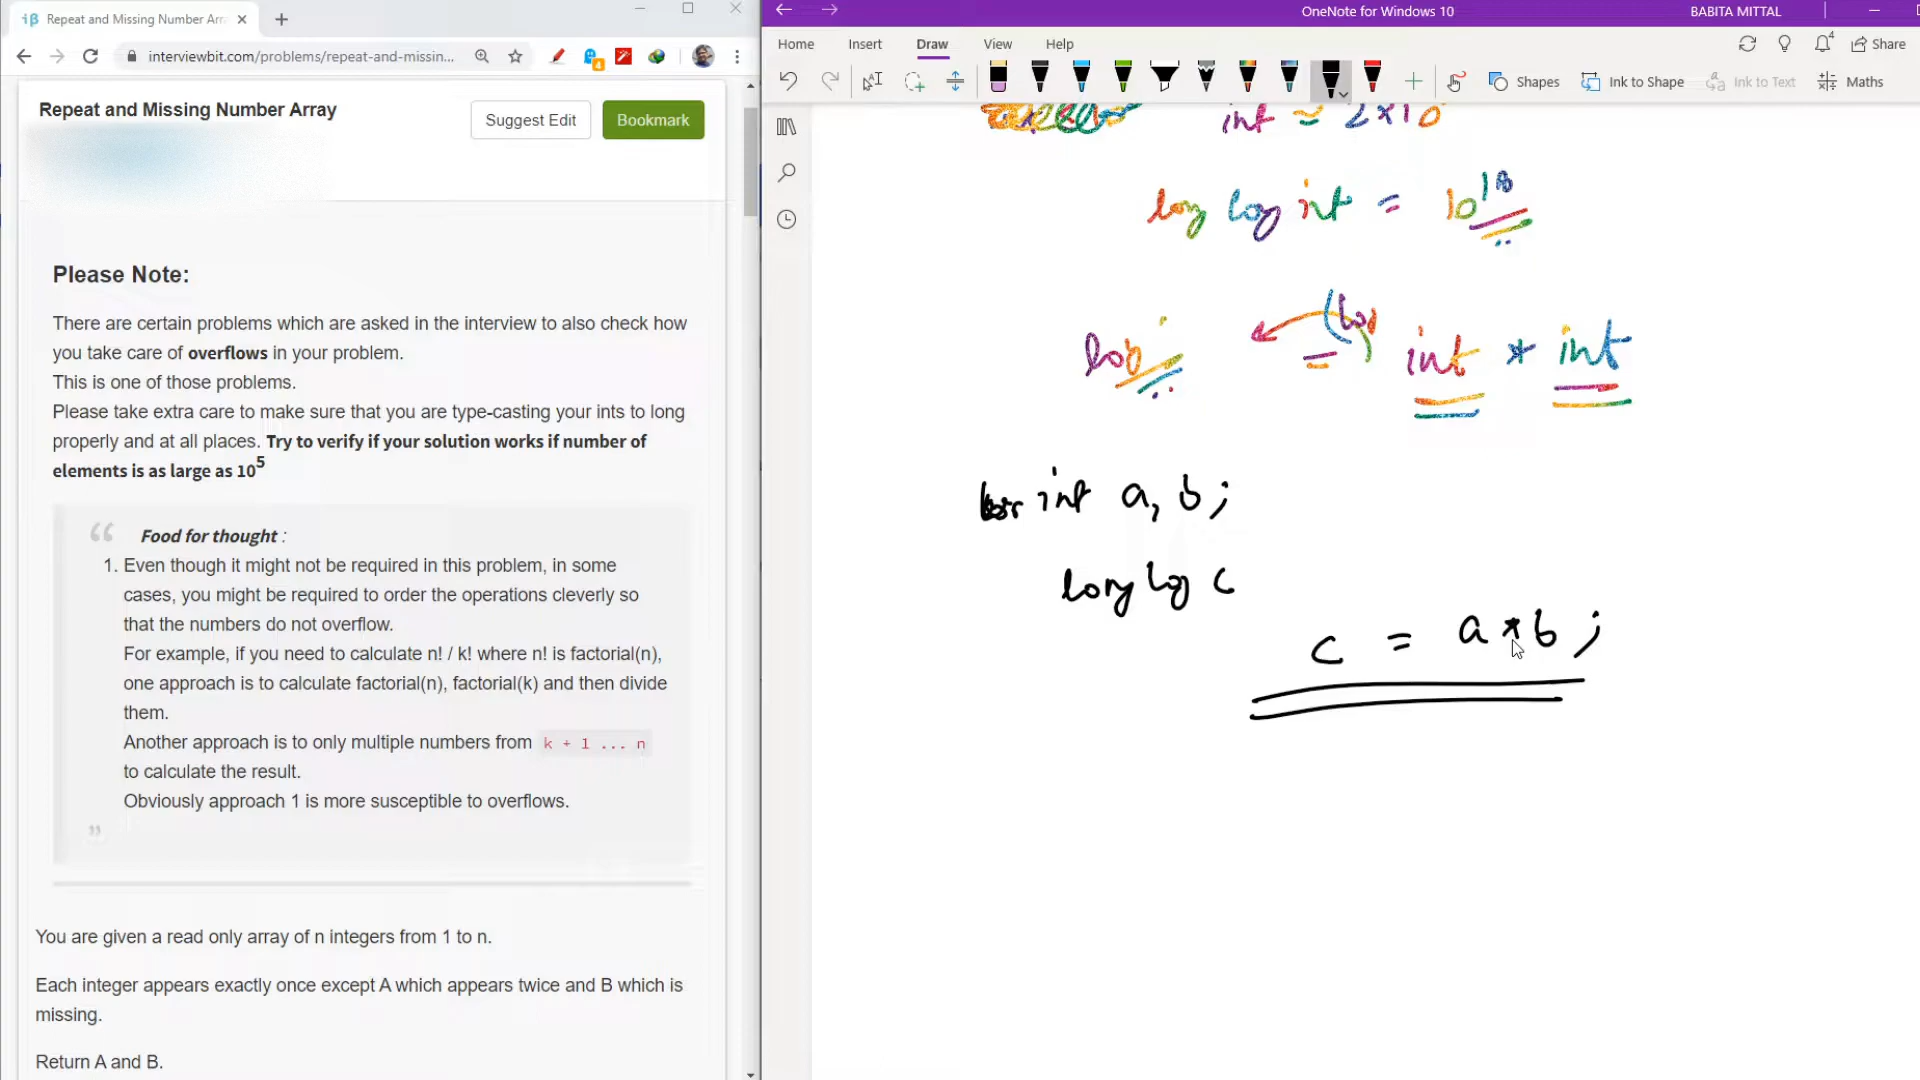 Repeat and Missing Number Arr
interviewbit.com/problems/repeat-and-missin...
4
Repeat and Missing Number Array
Suggest Edit
Bookmark
Please Note:
There are certain problems which are asked in the interview to also check how
you take care of overflows in your problem.
This is one of those problems.
Please take extra care to make sure that you are type-casting your ints to long
properly and at all places. Try to verify if your solution works if number of
elements is as large as 10^5
“ Food for thought :
1. Even though it might not be required in this problem, in some
cases, you might be required to order the operations cleverly so
that the numbers do not overflow.
For example, if you need to calculate n! / k! where n! is factorial(n),
one approach is to calculate factorial(n), factorial(k) and then divide
them.
Another approach is to only multiple numbers from k + 1 ... n
to calculate the result.
Obviously approach 1 is more susceptible to overflows.
”
You are given a read only array of n integers from 1 to n.
Each integer appears exactly once except A which appears twice and B which is
missing.
Return A and B.
OneNote for Windows 10
BABITA MITTAL
Home Insert Draw View Help
4
Share
Shapes
Ink to Shape
Ink to Text
Maths
int ≃ 2×10
long long int = 10^18
int * int
int a, b;
long long c
c = a*b;